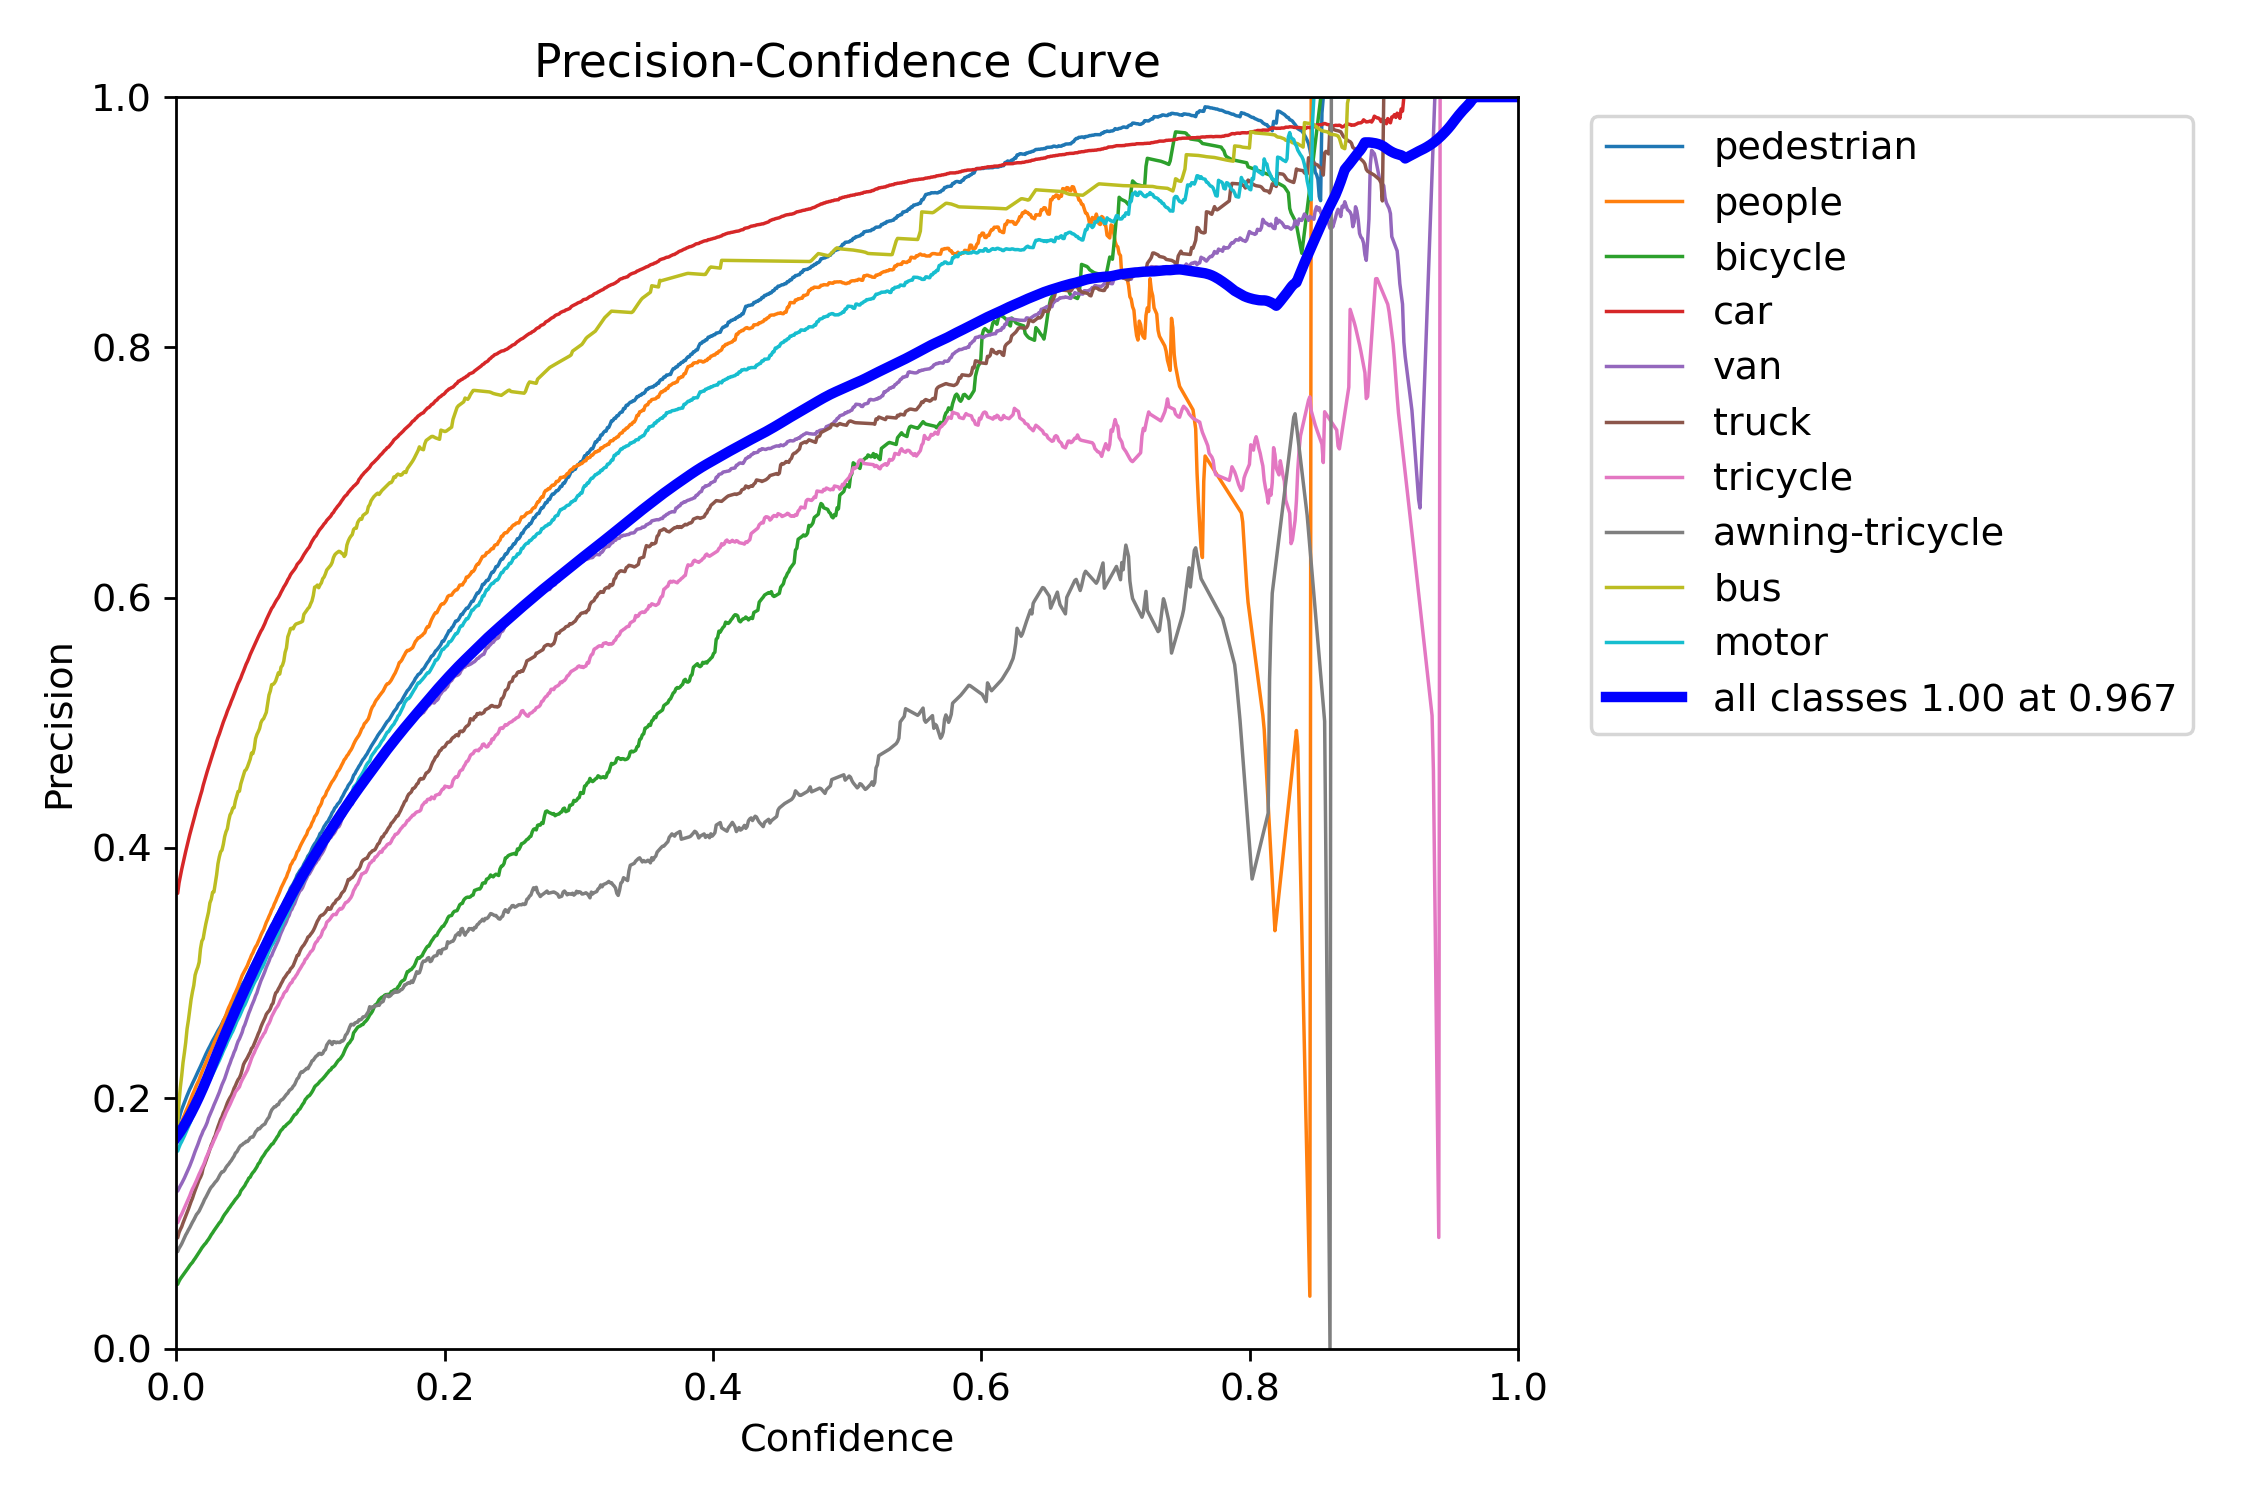 Precision-Confidence Curve
1.0
0.8
0.6
0.4
0.2
0.0
Precision
0.0 0.2 0.4 0.6 0.8 1.0
Confidence
pedestrian
people
bicycle
car
van
truck
tricycle
awning-tricycle
bus
motor
all classes 1.00 at 0.967